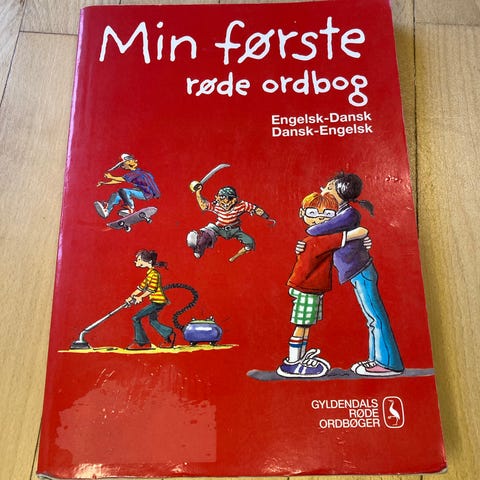 Min første
røde ordbog
Engelsk-Dansk
Dansk-Engelsk
GYLDENDALS
RØDE
ORDBØGER